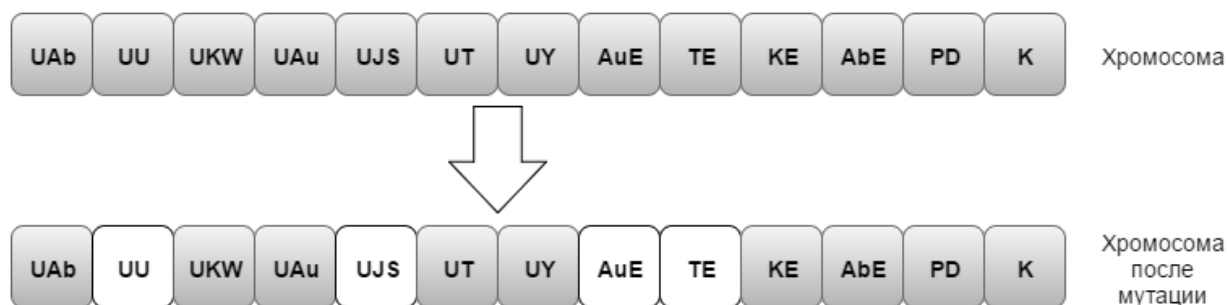 UAb UU UKW UAu UJS UT UY AuE TE KE AbE PD K Хромосома
UAb UU UKW UAu UJS UT UY AuE TE KE AbE PD K Хромосома
после
мутации